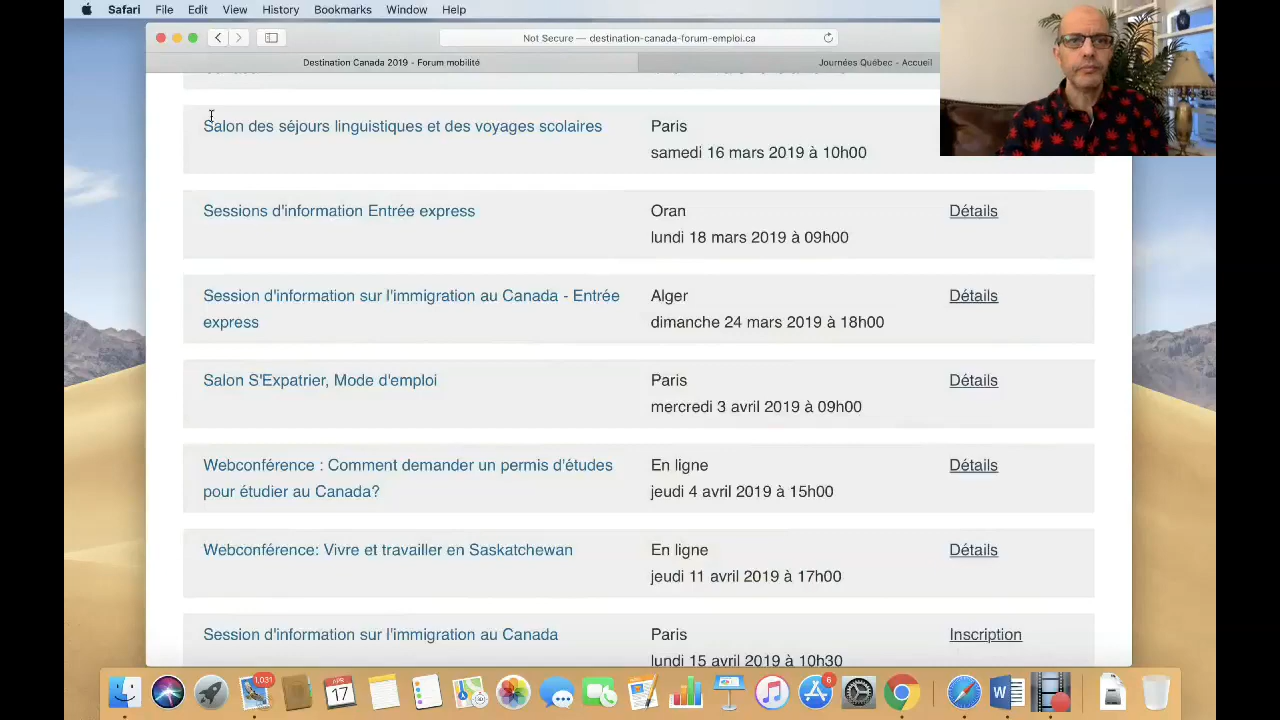 Safari File Edit View History Bookmarks Window Help
Not Secure — destination-canada-forum-emploi.ca
Destination Canada 2019 - Forum mobilité
Journées Québec - Accueil
Salon des séjours linguistiques et des voyages scolaires
Paris
samedi 16 mars 2019 à 10h00
Sessions d'information Entrée express
Oran
Détails
lundi 18 mars 2019 à 09h00
Session d'information sur l'immigration au Canada - Entrée
express
Alger
Détails
dimanche 24 mars 2019 à 18h00
Salon S'Expatrier, Mode d'emploi
Paris
Détails
mercredi 3 avril 2019 à 09h00
Webconférence : Comment demander un permis d'études
pour étudier au Canada?
En ligne
Détails
jeudi 4 avril 2019 à 15h00
Webconférence: Vivre et travailler en Saskatchewan
En ligne
Détails
jeudi 11 avril 2019 à 17h00
Session d'information sur l'immigration au Canada
Paris
Inscription
lundi 15 avril 2019 à 10h30
1,031
APR
17
6
W